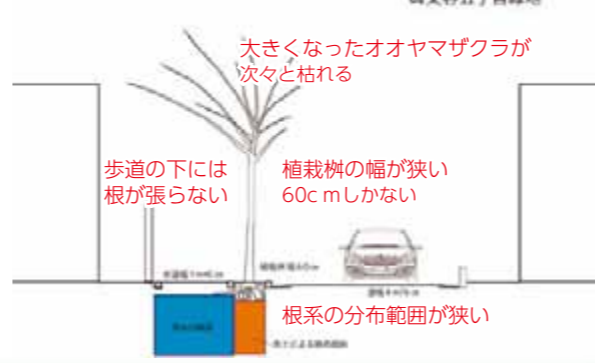 大きくなったオオヤマザクラが
次々と枯れる
歩道の下には
根が張らない
植栽桝の幅が狭い
60cmしかない
根系の分布範囲が狭い